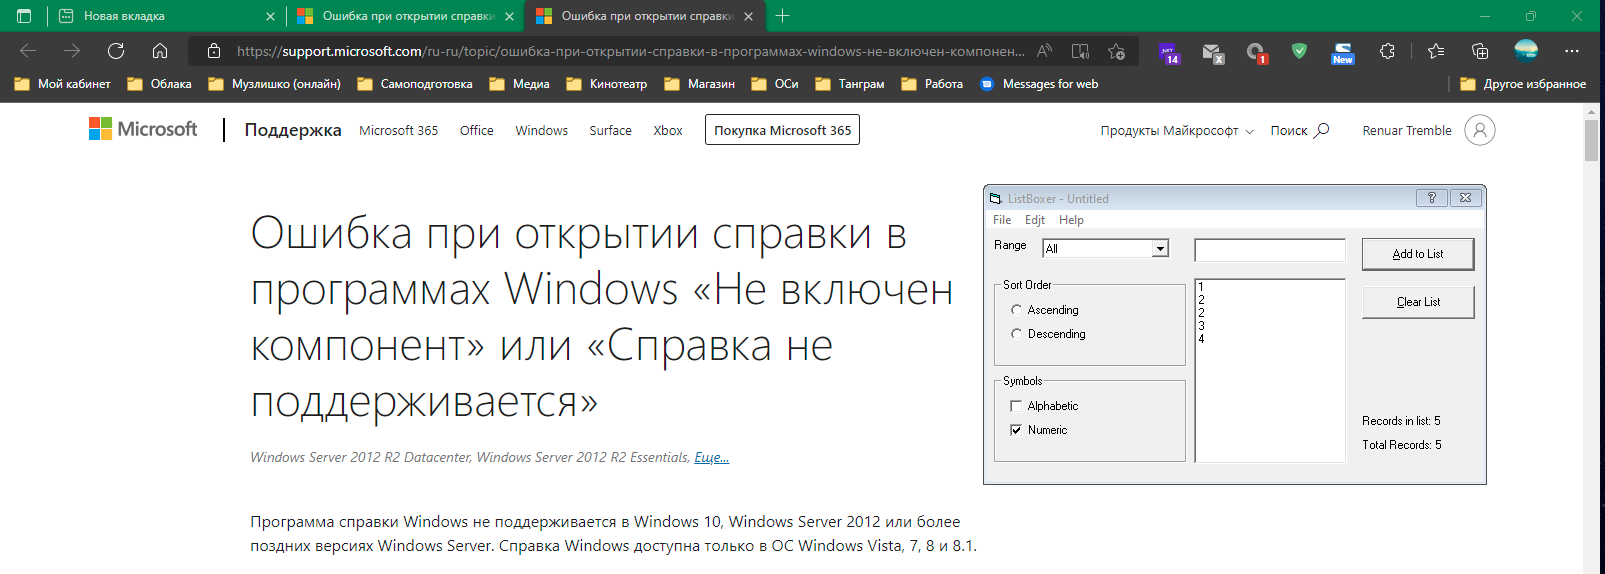 Новая вкладка
Ошибка при открытии справки
Ошибка при открытии справки
https://support.microsoft.com/ru-ru/topic/ошибка-при-открытии-справки-в-программах-windows-не-включен-компонен...
.NET
14
X
1
New
Мой кабинет
Облака
Музлишко (онлайн)
Самоподготовка
Медиа
Кинотеатр
Магазин
ОСи
Танграм
Работа
Messages for web
Другое избранное
Microsoft
Поддержка
Microsoft 365
Office
Windows
Surface
Xbox
Покупка Microsoft 365
Продукты Майкрософт
Поиск
Renuar Tremble
Ошибка при открытии справки в
программах Windows «Не включен
компонент» или «Справка не
поддерживается»
Windows Server 2012 R2 Datacenter, Windows Server 2012 R2 Essentials, Еще...
Программа справки Windows не поддерживается в Windows 10, Windows Server 2012 или более
поздних версиях Windows Server. Справка Windows доступна только в ОС Windows Vista, 7, 8 и 8.1.
ListBoxer - Untitled
File Edjt Help
Range
All
Add to List
Sort Order
Ascending
Descending
1
2
2
3
4
Clear List
Symbols
Alphabetic
Numeric
Records in list: 5
Total Records: 5